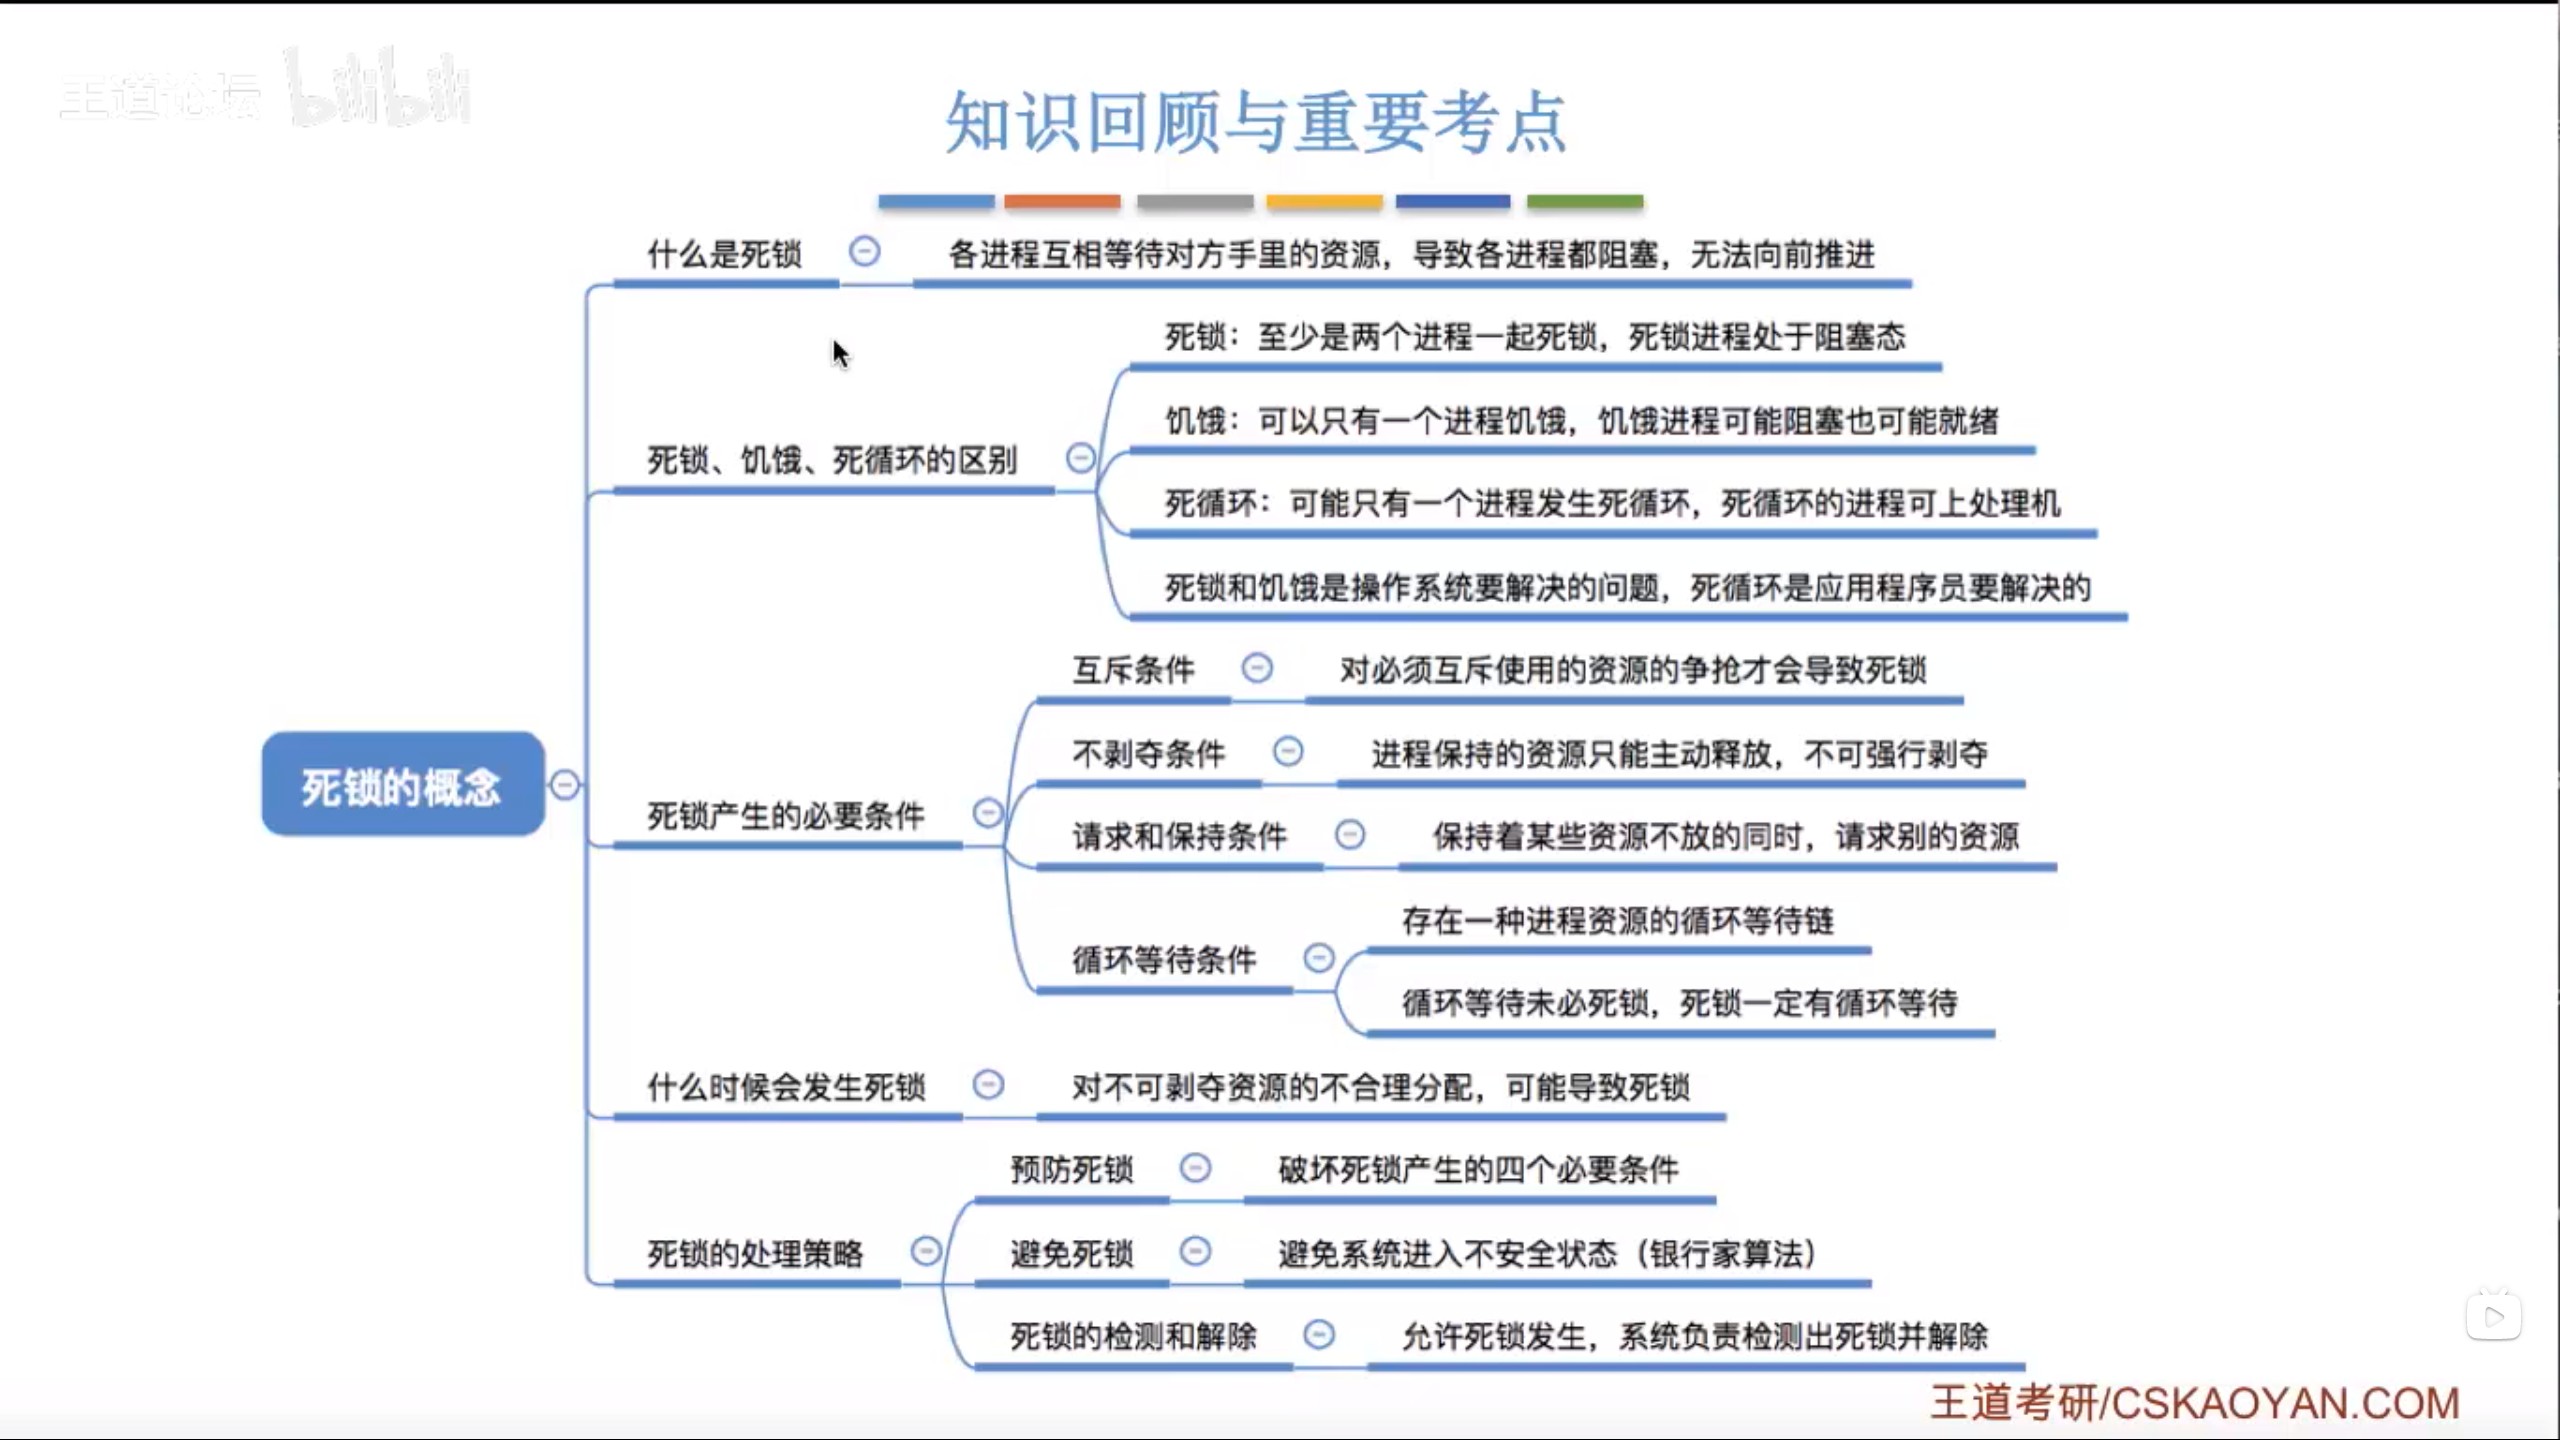 王道论坛 bilibili
知识回顾与重要考点
什么是死锁
各进程互相等待对方手里的资源，导致各进程都阻塞，无法向前推进
死锁、饥饿、死循环的区别
死锁：至少是两个进程一起死锁，死锁进程处于阻塞态
饥饿：可以只有一个进程饥饿，饥饿进程可能阻塞也可能就绪
死循环：可能只有一个进程发生死循环，死循环的进程可上处理机
死锁和饥饿是操作系统要解决的问题，死循环是应用程序员要解决的
死锁的概念
死锁产生的必要条件
互斥条件
对必须互斥使用的资源的争抢才会导致死锁
不剥夺条件
进程保持的资源只能主动释放，不可强行剥夺
请求和保持条件
保持着某些资源不放的同时，请求别的资源
循环等待条件
存在一种进程资源的循环等待链
循环等待未必死锁，死锁一定有循环等待
什么时候会发生死锁
对不可剥夺资源的不合理分配，可能导致死锁
死锁的处理策略
预防死锁
破坏死锁产生的四个必要条件
避免死锁
避免系统进入不安全状态（银行家算法）
死锁的检测和解除
允许死锁发生，系统负责检测出死锁并解除
王道考研/CSKAOYAN.COM